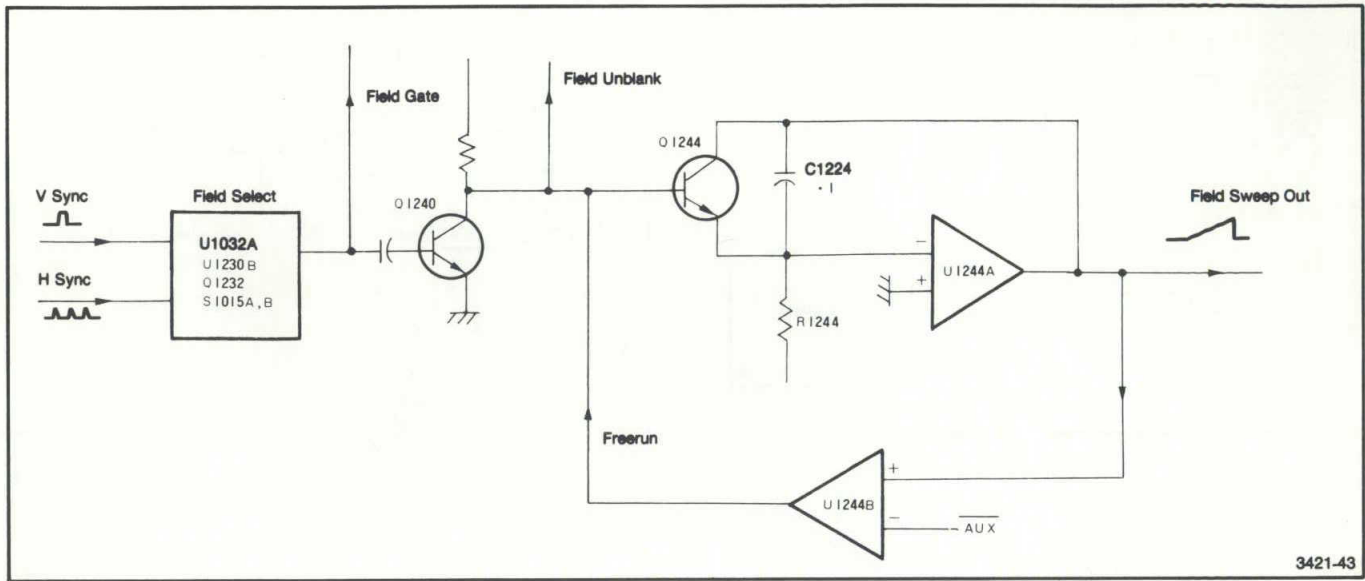 V Sync
H Sync
Field Select
U1032A
U1230B
Q1232
S1015A,B
Field Gate
Q1240
Field Unblank
Q1244
C1224
.1
R1244
−
+
U1244A
Field Sweep Out
Freerun
U1244B
+
−
AUX
3421-43